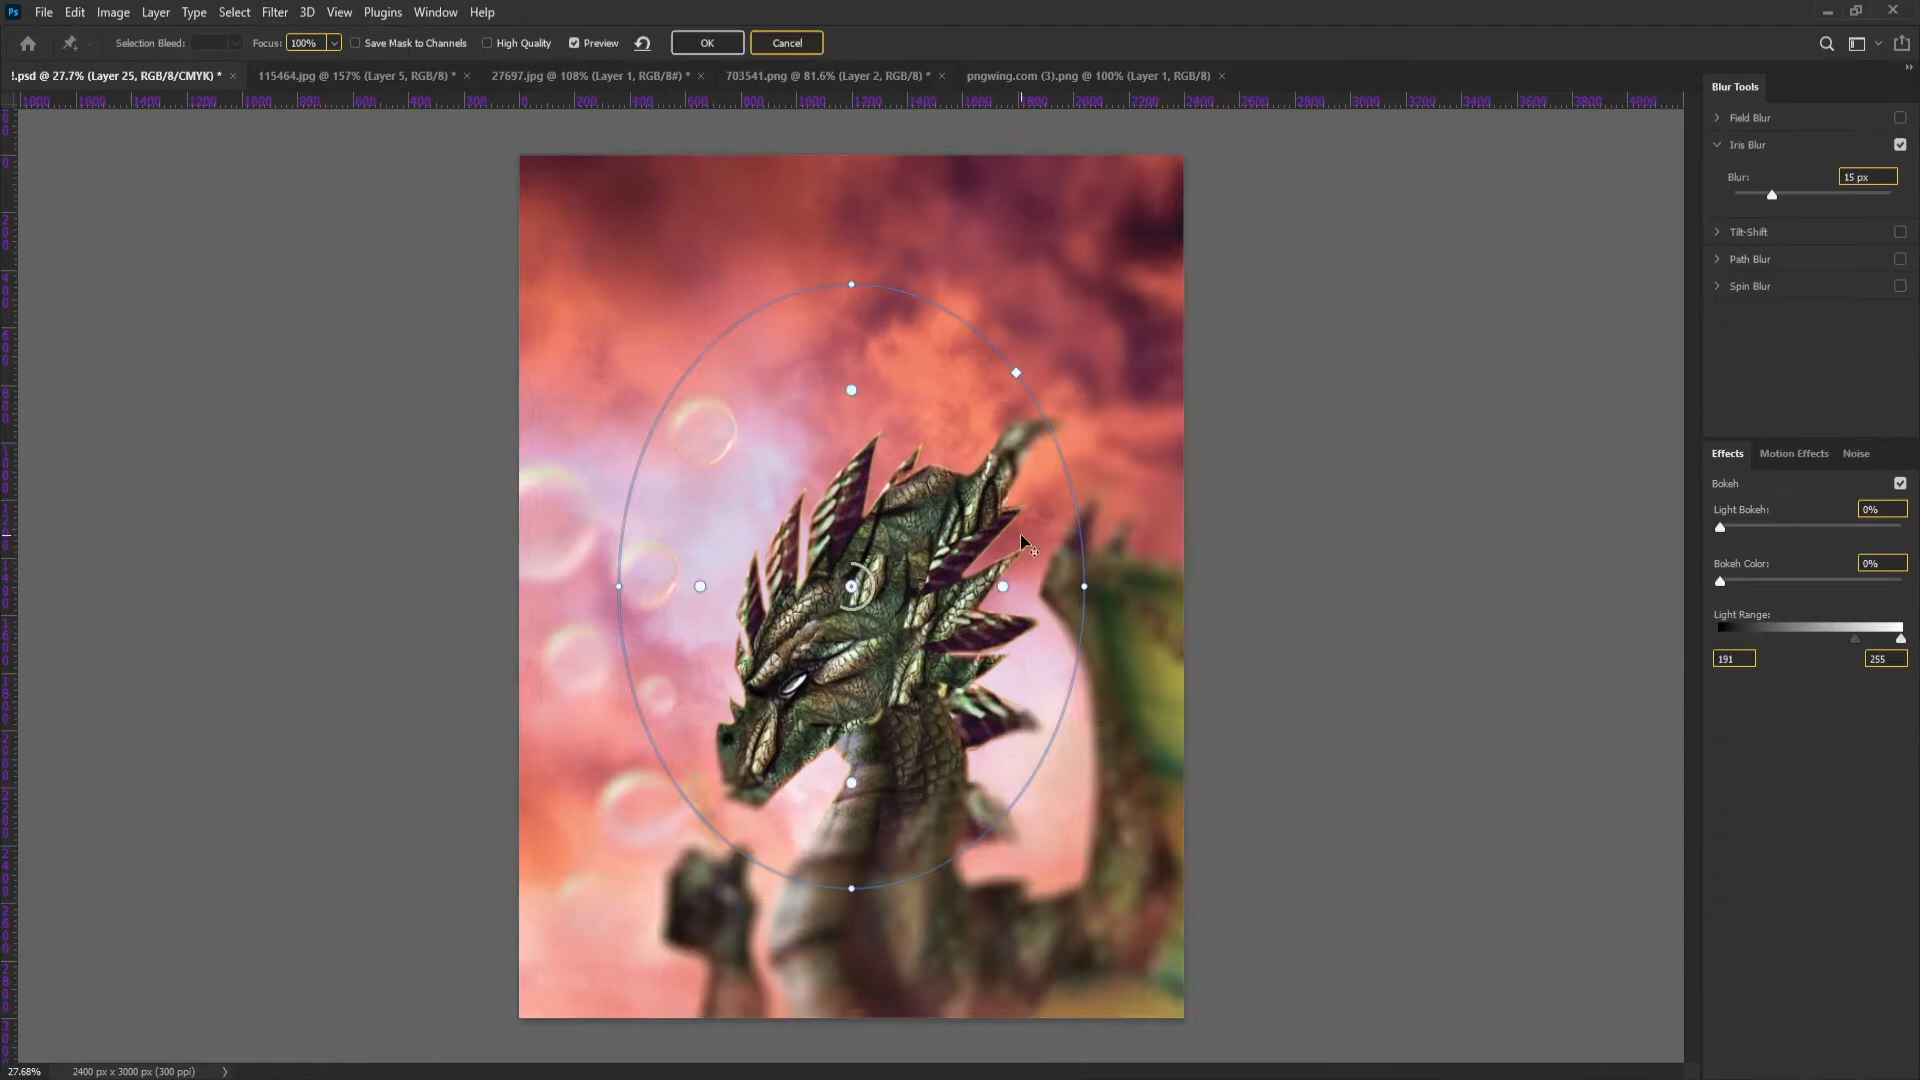 Ps File Edit Image Layer Type Select Filter 3D View Plugins Window Help
Selection Bleed: Focus: 100% Save Mask to Channels High Quality Preview OK Cancel
!.psd @ 27.7% (Layer 25, RGB/8/CMYK) * 115464.jpg @ 157% (Layer 5, RGB/8) * 27697.jpg @ 108% (Layer 1, RGB/8#) * 703541.png @ 81.6% (Layer 2, RGB/8) * pngwing.com (3).png @ 100% (Layer 1, RGB/8)
Blur Tools
Field Blur
Iris Blur
Blur: 15 px
Tilt-Shift
Path Blur
Spin Blur
Effects Motion Effects Noise
Bokeh
Light Bokeh: 0%
Bokeh Color: 0%
Light Range:
191 255
27.68% 2400 px x 3000 px (300 ppi)